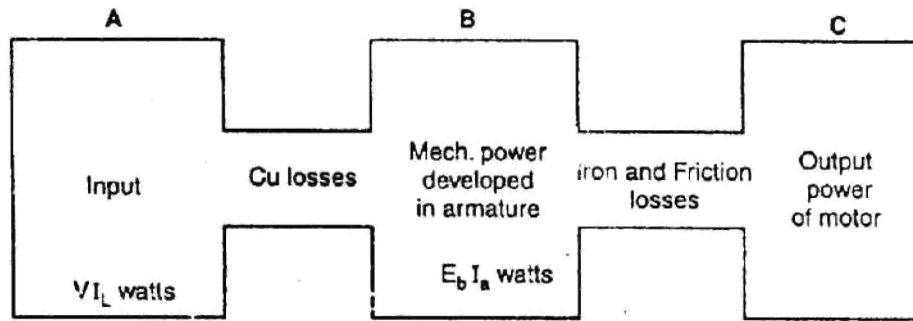 A
B
C
Input
Cu losses
Mech. power
developed
in armature
Iron and Friction
losses
Output
power
of motor
VI_L watts
E_b I_a watts